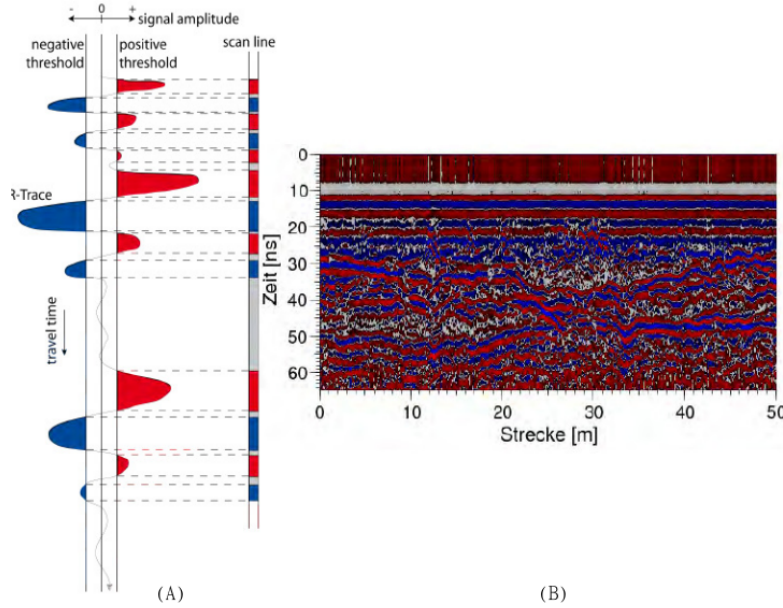 - 0 +
signal amplitude
negative threshold
positive threshold
scan line
R-Trace
travel time
0
10
20
30
40
50
60
Zeit [ns]
0 10 20 30 40 50
Strecke [m]
(A) (B)